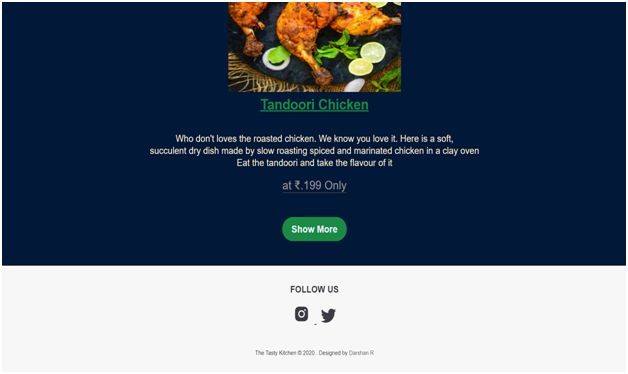 Tandoori Chicken
Who don't loves the roasted chicken. We know you love it. Here is a soft,
succulent dry dish made by slow roasting spiced and marinated chicken in a clay oven
Eat the tandoori and take the flavour of it
at ₹.199 Only
Show More
FOLLOW US
The Tasty Kitchen © 2020 . Designed by Darshan R